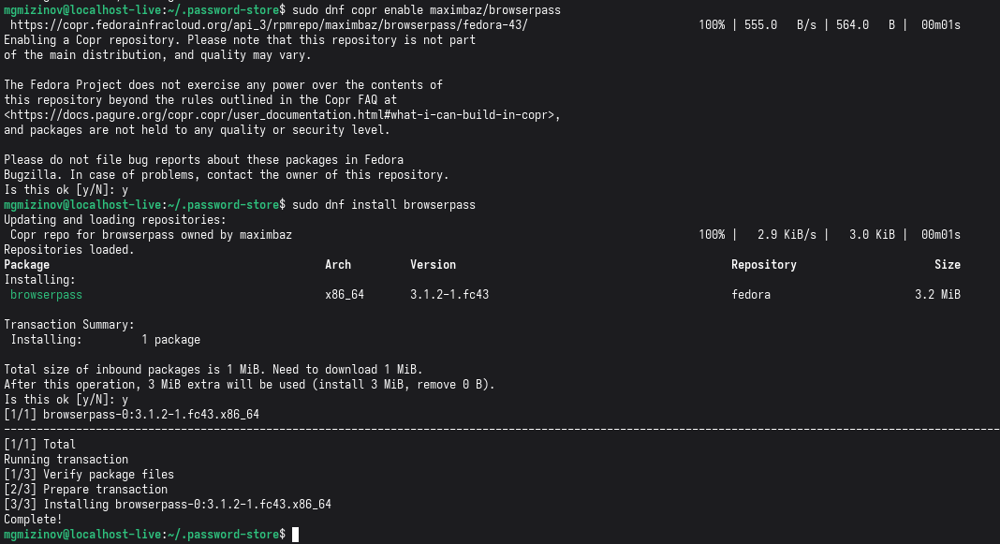 mgmizinov@localhost-live:~/.password-store$ sudo dnf copr enable maximbaz/browserpass
https://copr.fedorainfracloud.org/api_3/rpmrepo/maximbaz/browserpass/fedora-43/ 100% | 555.0 B/s | 564.0 B | 00m01s
Enabling a Copr repository. Please note that this repository is not part
of the main distribution, and quality may vary.

The Fedora Project does not exercise any power over the contents of
this repository beyond the rules outlined in the Copr FAQ at
<https://docs.pagure.org/copr.copr/user_documentation.html#what-i-can-build-in-copr>,
and packages are not held to any quality or security level.

Please do not file bug reports about these packages in Fedora
Bugzilla. In case of problems, contact the owner of this repository.
Is this ok [y/N]: y
mgmizinov@localhost-live:~/.password-store$ sudo dnf install browserpass
Updating and loading repositories:
Copr repo for browserpass owned by maximbaz 100% | 2.9 KiB/s | 3.0 KiB | 00m01s
Repositories loaded.
Package Arch Version Repository Size
Installing:
browserpass x86_64 3.1.2-1.fc43 fedora 3.2 MiB

Transaction Summary:
Installing: 1 package

Total size of inbound packages is 1 MiB. Need to download 1 MiB.
After this operation, 3 MiB extra will be used (install 3 MiB, remove 0 B).
Is this ok [y/N]: y
[1/1] browserpass-0:3.1.2-1.fc43.x86_64
[1/1] Total
Running transaction
[1/3] Verify package files
[2/3] Prepare transaction
[3/3] Installing browserpass-0:3.1.2-1.fc43.x86_64
Complete!
mgmizinov@localhost-live:~/.password-store$